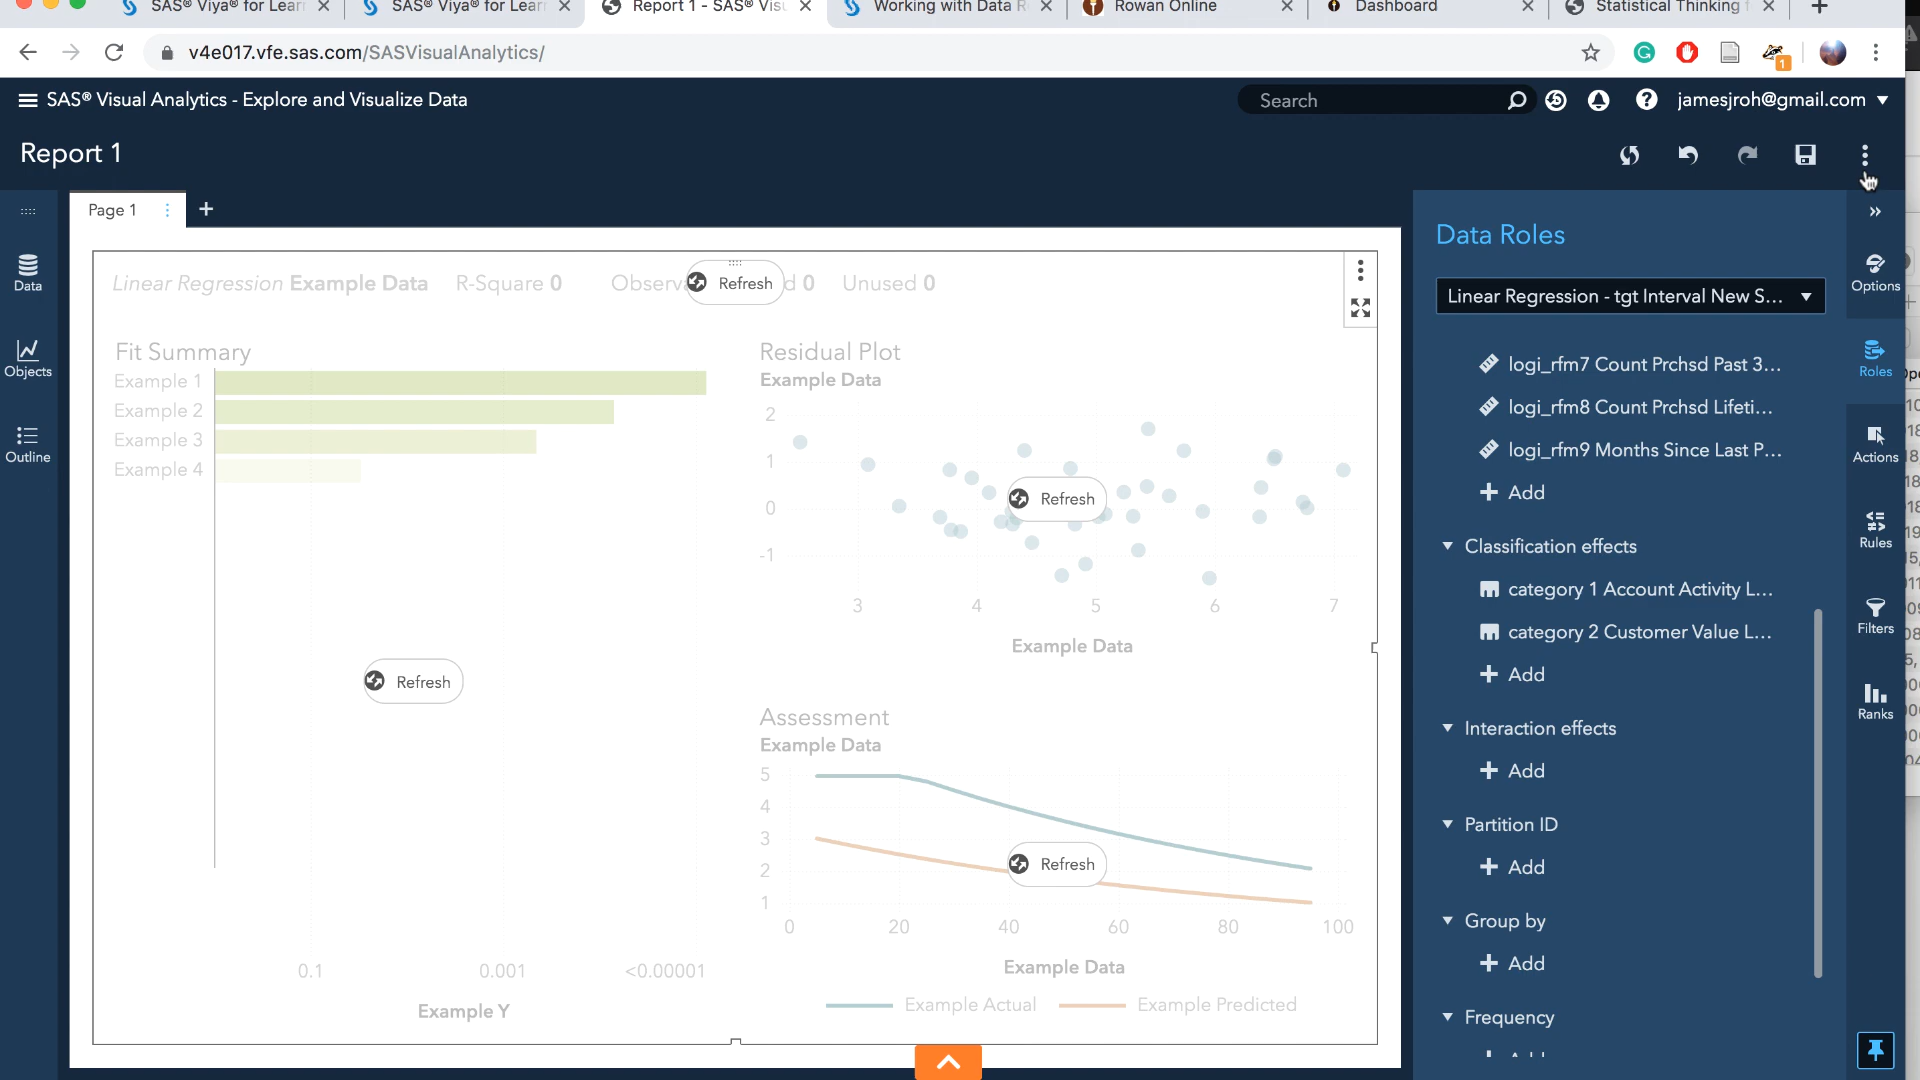 SAS® Viya® for Lear
SAS® Viya® for Lear
Report 1 - SAS® Visu
Working with Data R
Rowan Online
Dashboard
Statistical Thinking f
v4e017.vfe.sas.com/SASVisualAnalytics/
1
SAS® Visual Analytics - Explore and Visualize Data
Search
jamesjroh@gmail.com
Report 1
Page 1
Data
Objects
Outline
Linear Regression Example Data R-Square 0 Observa d 0 Unused 0
Refresh
Fit Summary
Example 1
Example 2
Example 3
Example 4
Refresh
0.1 0.001 <0.00001
Example Y
Residual Plot
Example Data
2
1
0
-1
Refresh
3 4 5 6 7
Example Data
Assessment
Example Data
5
4
3
2
1
Refresh
0 20 40 60 80 100
Example Data
Example Actual Example Predicted
Data Roles
Linear Regression - tgt Interval New S...
logi_rfm7 Count Prchsd Past 3...
logi_rfm8 Count Prchsd Lifeti...
logi_rfm9 Months Since Last P...
Add
Classification effects
category 1 Account Activity L...
category 2 Customer Value L...
Add
Interaction effects
Add
Partition ID
Add
Group by
Add
Frequency
Options
Roles
Actions
Rules
Filters
Ranks